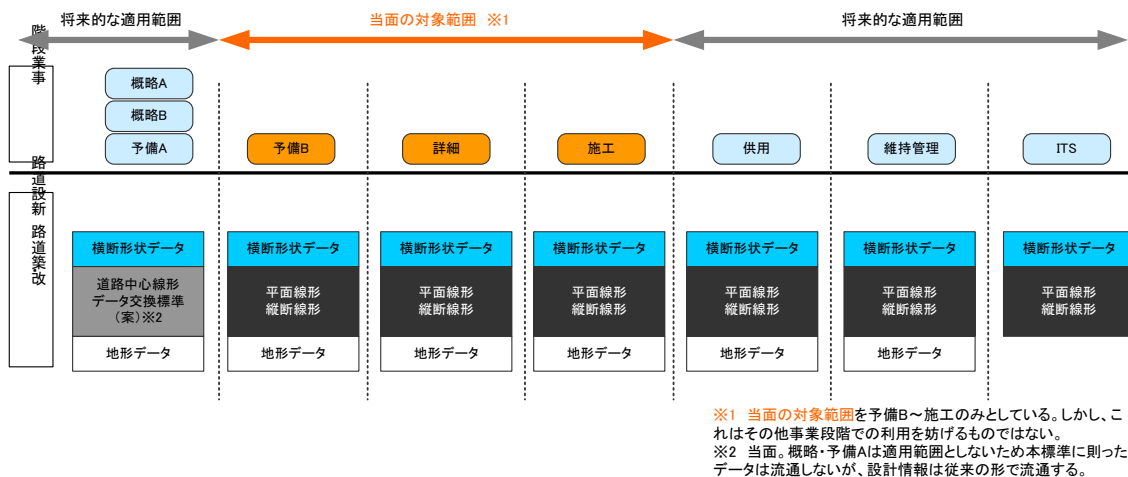 将来的な適用範囲
当面の対象範囲 ※1
将来的な適用範囲
階段業事
概略A
概略B
予備A
予備B
詳細
施工
供用
維持管理
ITS
路道設新
路道築改
横断形状データ
道路中心線形
データ交換標準
(案)※2
地形データ
横断形状データ
平面線形
縦断線形
地形データ
横断形状データ
平面線形
縦断線形
地形データ
横断形状データ
平面線形
縦断線形
地形データ
横断形状データ
平面線形
縦断線形
地形データ
横断形状データ
平面線形
縦断線形
地形データ
横断形状データ
平面線形
縦断線形
※1 当面の対象範囲を予備B～施工のみとしている。しかし、こ
れはその他事業段階での利用を妨げるものではない。
※2 当面。概略・予備Aは適用範囲としないため本標準に則った
データは流通しないが、設計情報は従来の形で流通する。